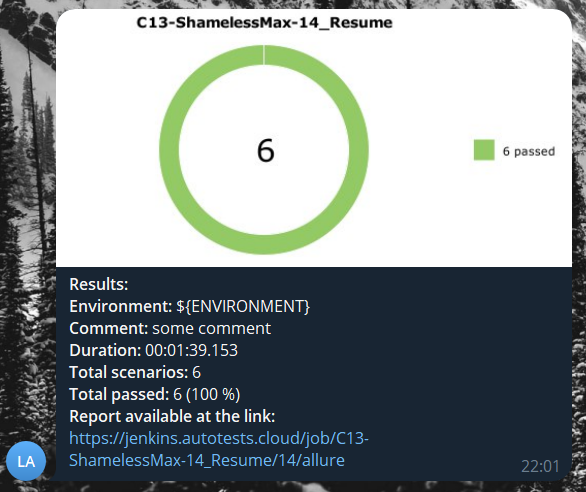 C13-ShamelessMax-14_Resume
6
6 passed
Results:
Environment: ${ENVIRONMENT}
Comment: some comment
Duration: 00:01:39.153
Total scenarios: 6
Total passed: 6 (100 %)
Report available at the link:
https://jenkins.autotests.cloud/job/C13-
ShamelessMax-14_Resume/14/allure
LA
22:01